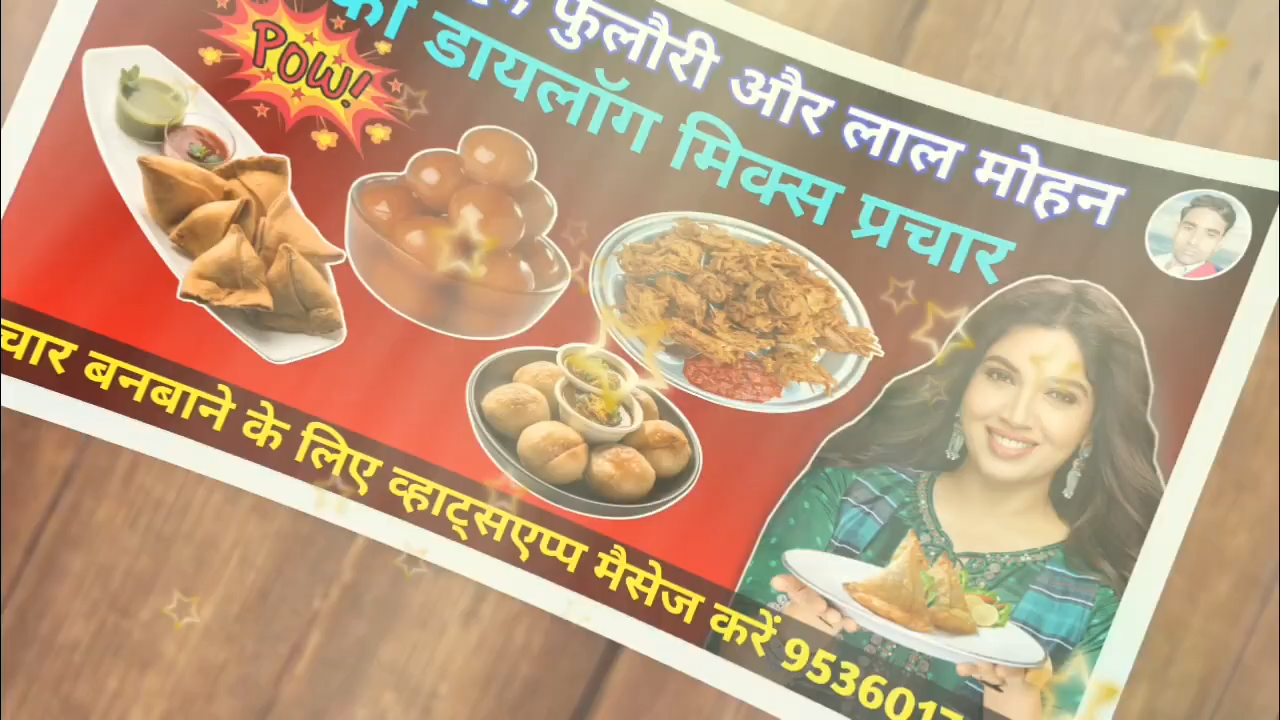 POW!
फुलौरी और लाल मोहन
की डायलॉग मिक्स प्रचार
बनबाने के लिए व्हाट्सएप्प मैसेज करें 953601